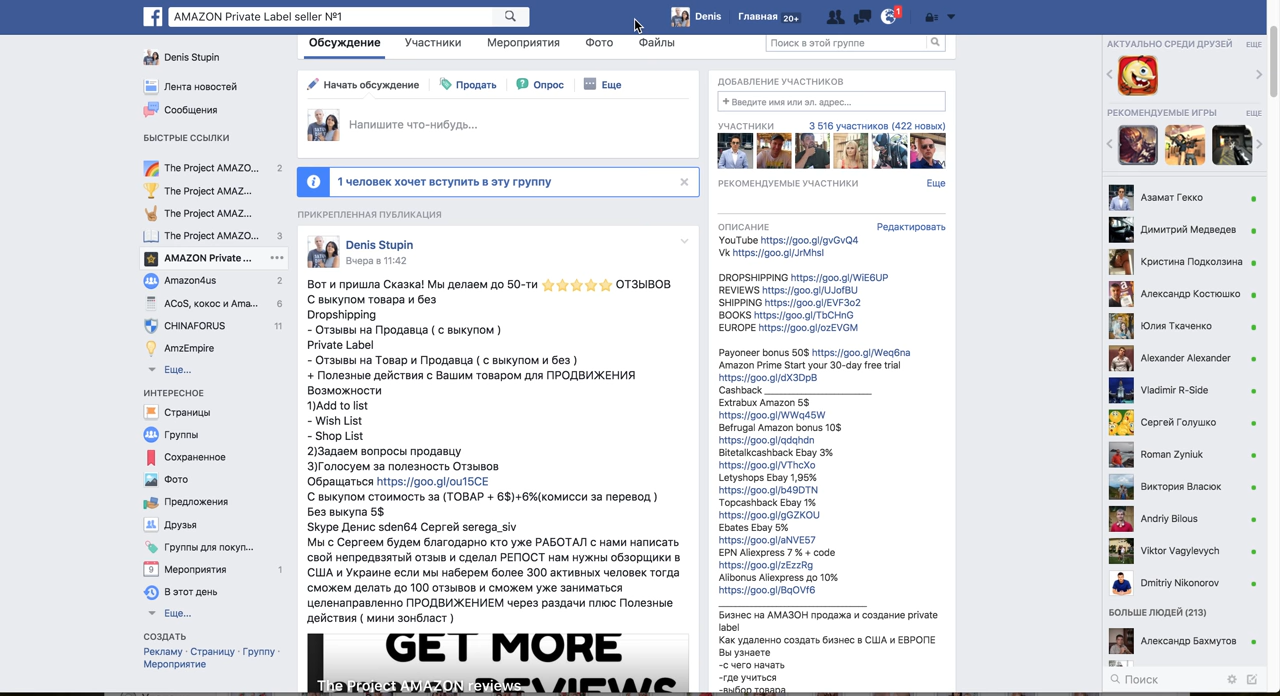 AMAZON Private Label seller №1
Denis
Главная 20+
1
Denis Stupin
Лента новостей
Сообщения
БЫСТРЫЕ ССЫЛКИ
The Project AMAZO... 2
The Project AMAZ...
The Project AMAZ...
The Project AMAZO... 3
AMAZON Private ...
Amazon4us 2
ACoS, кокос и Ama... 6
CHINAFORUS 11
AmzEmpire
Еще...
ИНТЕРЕСНОЕ
Страницы
Группы
Сохраненное
Фото
Предложения
Друзья
Группы для покуп...
9 Мероприятия 1
В этот день
Еще...
СОЗДАТЬ
Рекламу · Страницу · Группу ·
Мероприятие
Обсуждение Участники Мероприятия Фото Файлы
Поиск в этой группе
Начать обсуждение Продать Опрос Еще
Напишите что-нибудь...
1 человек хочет вступить в эту группу
ПРИКРЕПЛЕННАЯ ПУБЛИКАЦИЯ
Denis Stupin
Вчера в 11:42
Вот и пришла Сказка! Мы делаем до 50-ти ⭐⭐⭐⭐⭐ ОТЗЫВОВ
С выкупом товара и без
Dropshipping
- Отзывы на Продавца ( с выкупом )
Private Label
- Отзывы на Товар и Продавца ( с выкупом и без )
+ Полезные действия с Вашим товаром для ПРОДВИЖЕНИЯ
Возможности
1)Add to list
- Wish List
- Shop List
2)Задаем вопросы продавцу
3)Голосуем за полезность Отзывов
Обращаться https://goo.gl/ou15CE
С выкупом стоимость за (ТОВАР + 6$)+6%(комисси за перевод )
Без выкупа 5$
Skype Денис sden64 Сергей serega_siv
Мы с Сергеем будем благодарно кто уже РАБОТАЛ с нами написать
свой непредвзятый отзыв и сделал РЕПОСТ нам нужны обзорщики в
США и Украине если мы наберем более 300 активных человек тогда
сможем делать до 100 отзывов и сможем уже заниматься
целенаправленно ПРОДВИЖЕНИЕМ через раздачи плюс Полезные
действия ( мини зонбласт )
GET MORE
The Project AMAZON reviews
REVIEWS
ДОБАВЛЕНИЕ УЧАСТНИКОВ
+ Введите имя или эл. адрес...
УЧАСТНИКИ 3 516 участников (422 новых)
РЕКОМЕНДУЕМЫЕ УЧАСТНИКИ Еще
ОПИСАНИЕ Редактировать
YouTube https://goo.gl/gvGvQ4
Vk https://goo.gl/JrMhsI
DROPSHIPPING https://goo.gl/WiE6UP
REVIEWS https://goo.gl/UJofBU
SHIPPING https://goo.gl/EVF3o2
BOOKS https://goo.gl/TbCHnG
EUROPE https://goo.gl/ozEVGM
Payoneer bonus 50$ https://goo.gl/Weq6na
Amazon Prime Start your 30-day free trial
https://goo.gl/dX3DpB
Cashback ____________________
Extrabux Amazon 5$
https://goo.gl/WWq45W
Befrugal Amazon bonus 10$
https://goo.gl/qdqhdn
Bitetalkcashback Ebay 3%
https://goo.gl/VThcXo
Letyshops Ebay 1,95%
https://goo.gl/b49DTN
Topcashback Ebay 1%
https://goo.gl/gGZKOU
Ebates Ebay 5%
https://goo.gl/aNVE57
EPN Aliexpress 7 % + code
https://goo.gl/zEzzRg
Alibonus Aliexpress до 10%
https://goo.gl/BqOVf6
____________________________
Бизнес на АМАЗОН продажа и создание private
label
Как удаленно создать бизнес в США и ЕВРОПЕ
Вы узнаете
-с чего начать
-где учиться
-выбор товара
АКТУАЛЬНО СРЕДИ ДРУЗЕЙ ЕЩЕ
РЕКОМЕНДУЕМЫЕ ИГРЫ ЕЩЕ
Азамат Гекко
Димитрий Медведев
Кристина Подколзина
Александр Костюшко
Юлия Ткаченко
Alexander Alexander
Vladimir R-Side
Сергей Голушко
Roman Zyniuk
Виктория Власюк
Andriy Bilous
Viktor Vagylevych
Dmitriy Nikonorov
БОЛЬШЕ ЛЮДЕЙ (213)
Александр Бахмутов
Поиск